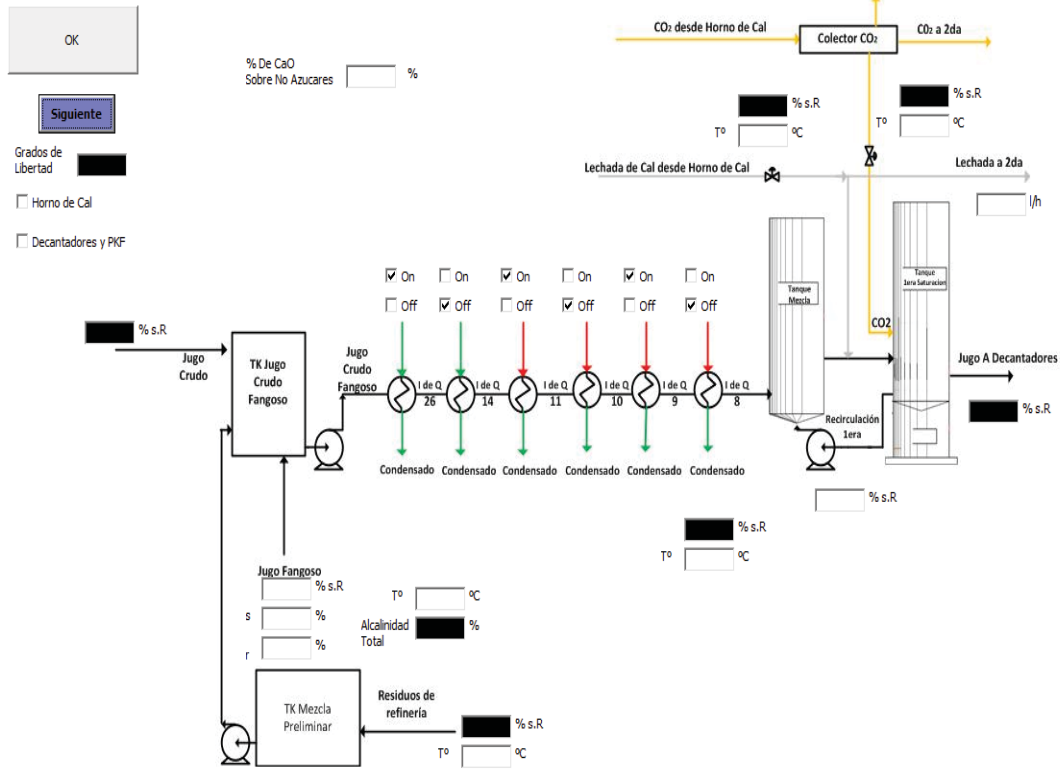 OK
Siguiente
Grados de
Libertad
Horno de Cal
Decantadores y PKF
% De CaO
Sobre No Azucares
%
CO₂ desde Horno de Cal
Colector CO₂
C0₂ a 2da
% s.R
Tº
ºC
% s.R
Tº
ºC
Lechada de Cal desde Horno de Cal
Lechada a 2da
l/h
On
On
On
On
On
On
Off
Off
Off
Off
Off
Off
% s.R
Jugo
Crudo
TK Jugo
Crudo
Fangoso
Jugo
Crudo
Fangoso
I de Q
26
I de Q
14
I de Q
11
I de Q
10
I de Q
9
I de Q
8
Condensado
Condensado
Condensado
Condensado
Condensado
Condensado
Tanque
Mezcla
Tanque
1era Saturacion
CO2
Jugo A Decantadores
% s.R
Recirculación
1era
% s.R
% s.R
Tº
ºC
Jugo Fangoso
% s.R
s
%
r
%
Tº
ºC
Alcalinidad
Total
%
TK Mezcla
Preliminar
Residuos de
refinería
% s.R
Tº
ºC